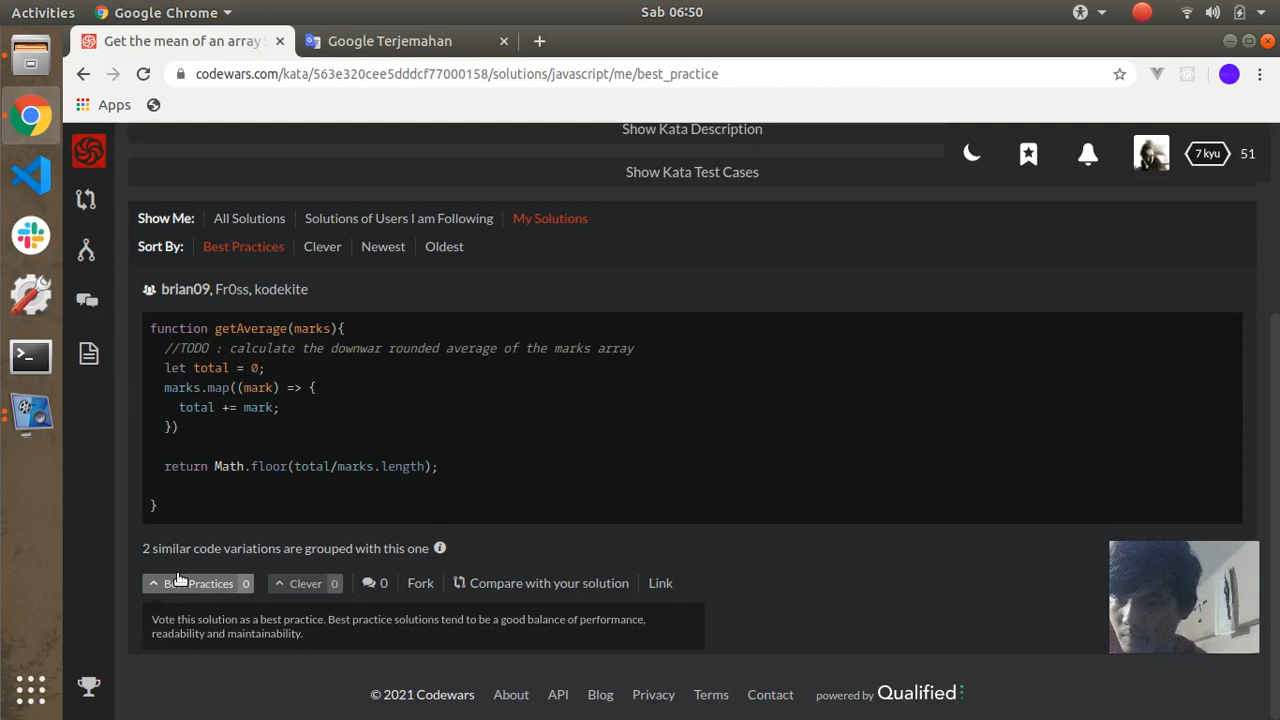 Activities
Google Chrome
Sab 06:50
Get the mean of an array
Google Terjemahan
codewars.com/kata/563e320cee5dddcf77000158/solutions/javascript/me/best_practice
Apps
Show Kata Description
7 kyu
51
Show Kata Test Cases
Show Me: All Solutions Solutions of Users I am Following My Solutions
Sort By: Best Practices Clever Newest Oldest
brian09, Fr0ss, kodekite
function getAverage(marks){
//TODO : calculate the downwar rounded average of the marks array
let total = 0;
marks.map((mark) => {
total += mark;
})
return Math.floor(total/marks.length);
}
2 similar code variations are grouped with this one
Practices 0 Clever 0 0 Fork Compare with your solution Link
Vote this solution as a best practice. Best practice solutions tend to be a good balance of performance,
readability and maintainability.
© 2021 Codewars About API Blog Privacy Terms Contact powered by Qualified